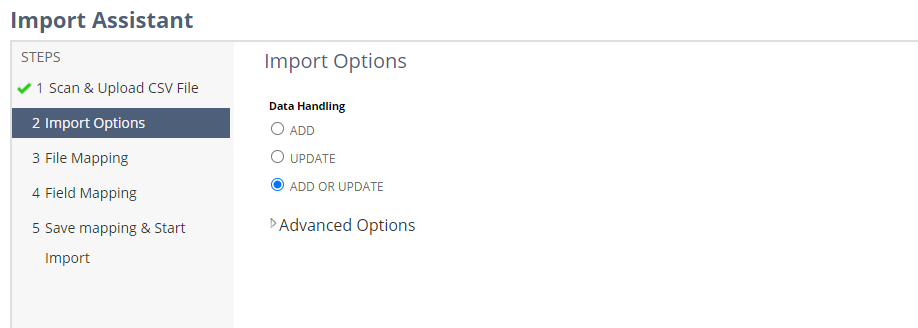 Import Assistant
STEPS
1 Scan & Upload CSV File
2 Import Options
3 File Mapping
4 Field Mapping
5 Save mapping & Start
Import
Import Options
Data Handling
ADD
UPDATE
ADD OR UPDATE
Advanced Options